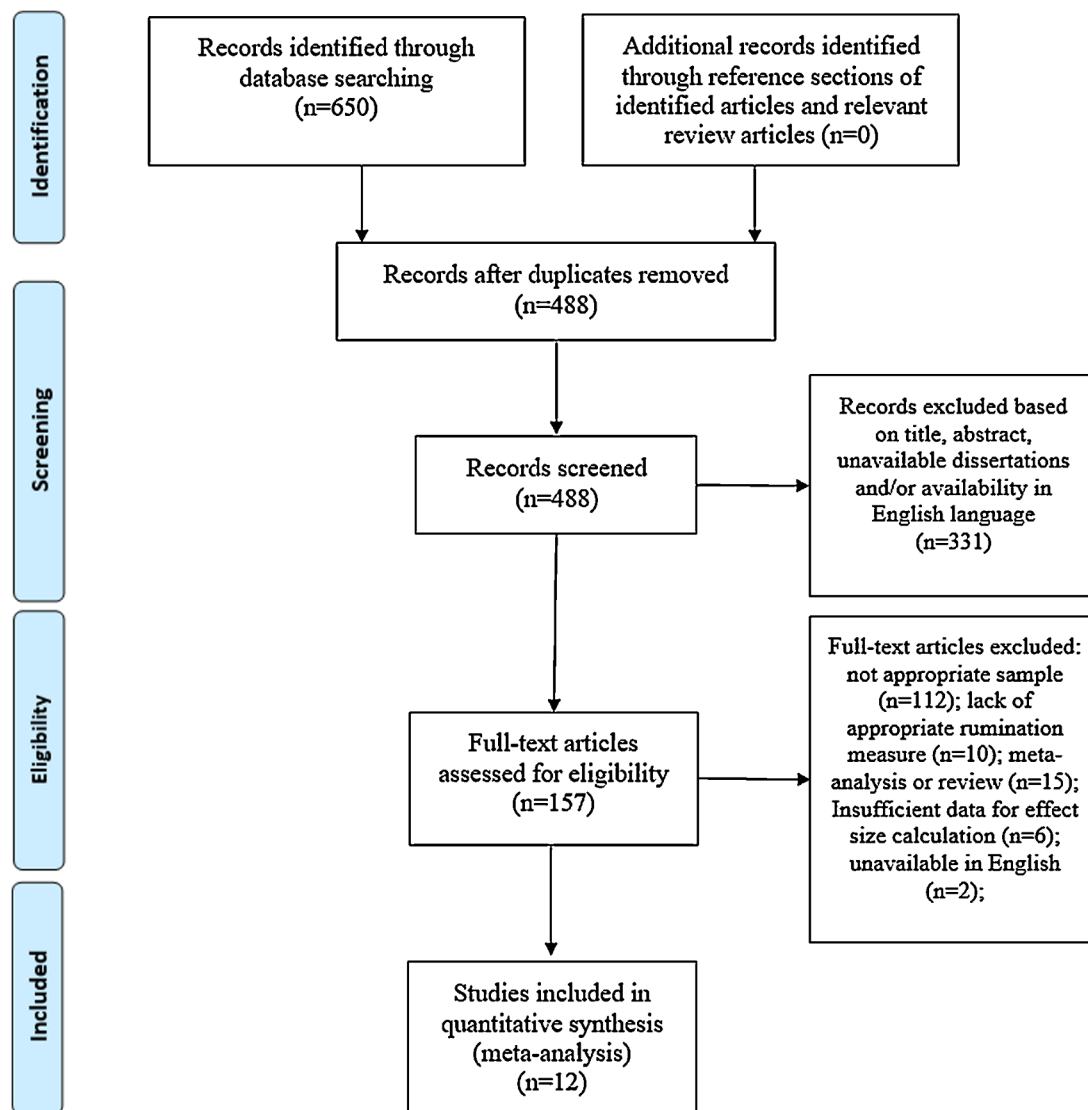 Identification
Records identified through
database searching
(n=650)
Additional records identified
through reference sections of
identified articles and relevant
review articles (n=0)
Records after duplicates removed
(n=488)
Screening
Records screened
(n=488)
Records excluded based
on title, abstract,
unavailable dissertations
and/or availability in
English language
(n=331)
Eligibility
Full-text articles
assessed for eligibility
(n=157)
Full-text articles excluded:
not appropriate sample
(n=112); lack of
appropriate rumination
measure (n=10); meta-
analysis or review (n=15);
Insufficient data for effect
size calculation (n=6);
unavailable in English
(n=2);
Included
Studies included in
quantitative synthesis
(meta-analysis)
(n=12)